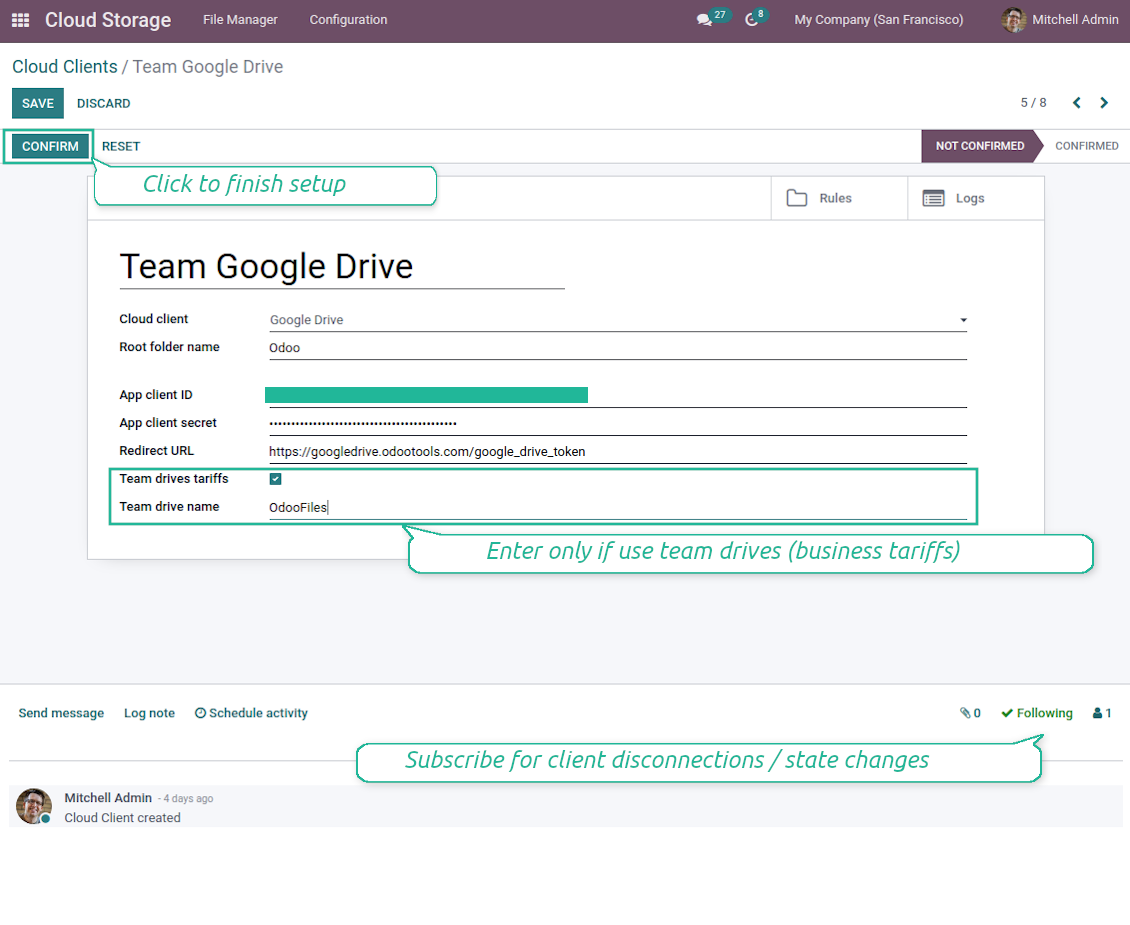 Cloud Storage File Manager Configuration 27 8 My Company (San Francisco) Mitchell Admin
Cloud Clients / Team Google Drive
SAVE DISCARD 5 / 8
CONFIRM RESET NOT CONFIRMED CONFIRMED
Click to finish setup
Rules Logs
Team Google Drive
Cloud client Google Drive
Root folder name Odoo
App client ID
App client secret ••••••••••••••••••••••••••••••••••••••••••
Redirect URL https://googledrive.odootools.com/google_drive_token
Team drives tariffs
Team drive name OdooFiles
Enter only if use team drives (business tariffs)
Send message Log note Schedule activity 0 Following 1
Subscribe for client disconnections / state changes
Mitchell Admin - 4 days ago
Cloud Client created